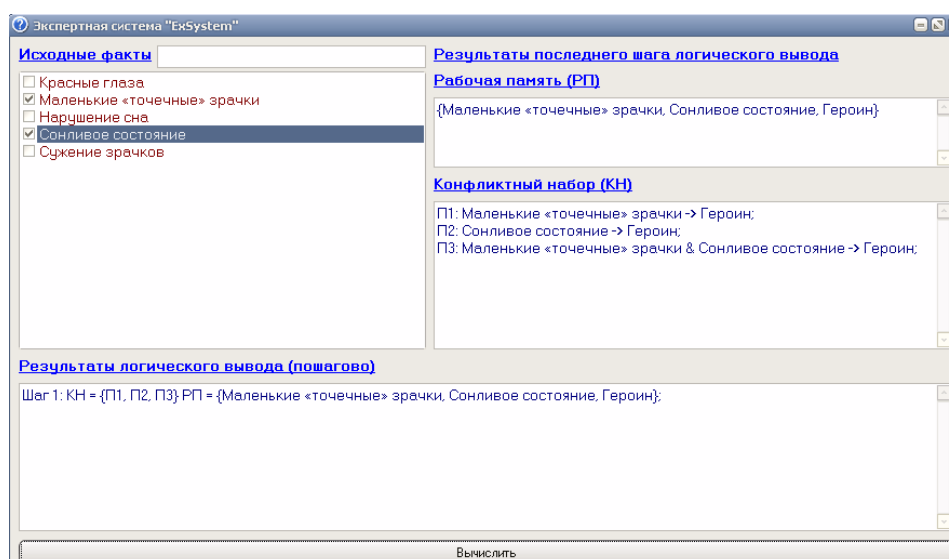 Экспертная система "ExSystem"
Исходные факты
Красные глаза
Маленькие «точечные» зрачки
Нарушение сна
Сонливое состояние
Сужение зрачков
Результаты последнего шага логического вывода
Рабочая память (РП)
{Маленькие «точечные» зрачки, Сонливое состояние, Героин}
Конфликтный набор (КН)
П1: Маленькие «точечные» зрачки -> Героин;
П2: Сонливое состояние -> Героин;
П3: Маленькие «точечные» зрачки & Сонливое состояние -> Героин;
Результаты логического вывода (пошагово)
Шаг 1: КН = {П1, П2, П3} РП = {Маленькие «точечные» зрачки, Сонливое состояние, Героин};
Вычислить